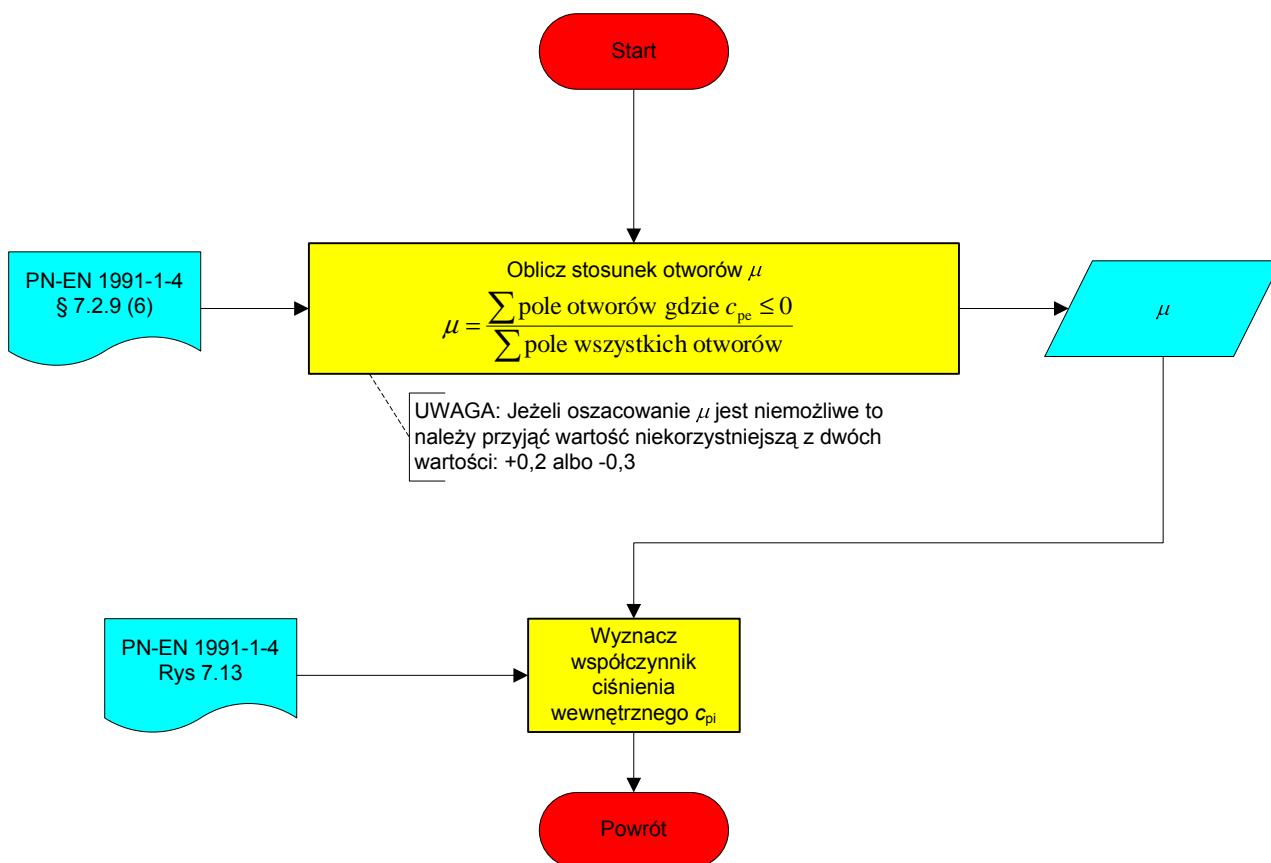 Start
PN-EN 1991-1-4
§ 7.2.9 (6)
Oblicz stosunek otworów μ
μ = ∑ pole otworów gdzie c_pe ≤ 0
∑ pole wszystkich otworów
μ
UWAGA: Jeżeli oszacowanie μ jest niemożliwe to
należy przyjąć wartość niekorzystniejszą z dwóch
wartości: +0,2 albo -0,3
PN-EN 1991-1-4
Rys 7.13
Wyznacz
współczynnik
ciśnienia
wewnętrznego c_pi
Powrót